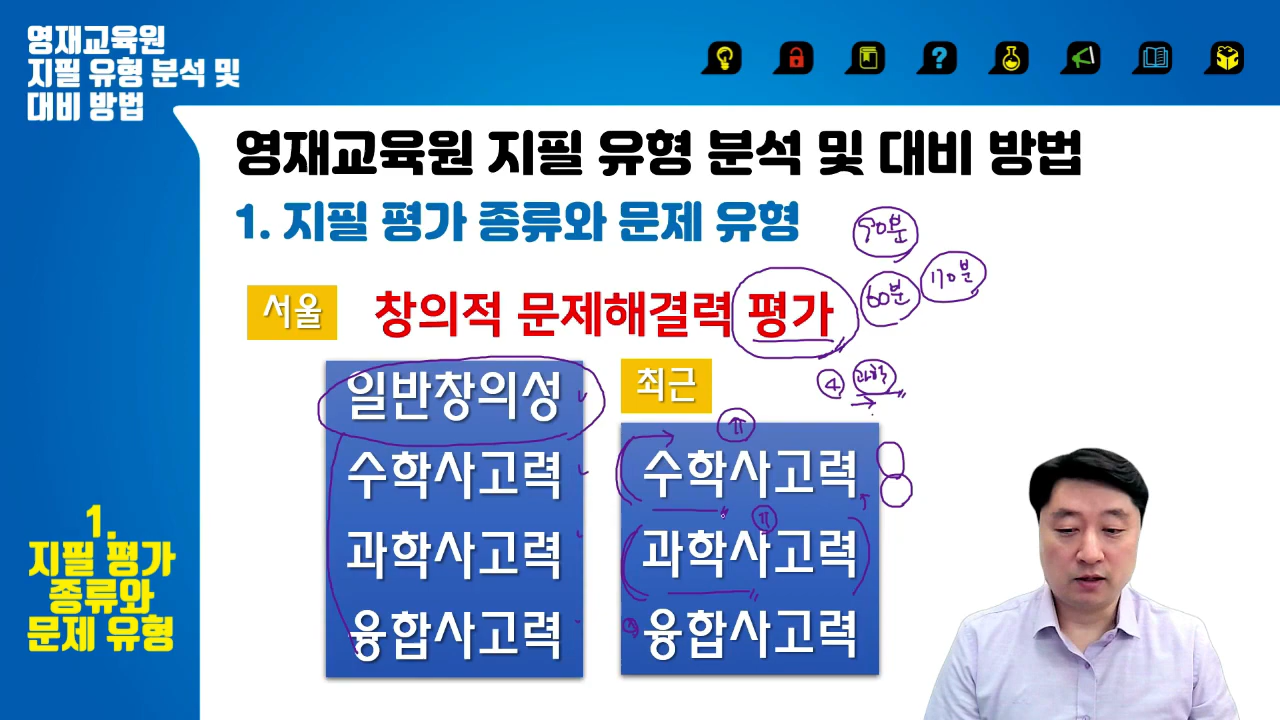 영재교육원
지필 유형 분석 및
대비 방법
영재교육원 지필 유형 분석 및 대비 방법
1. 지필 평가 종류와 문제 유형
90분
60분
110분
서울
창의적 문제해결력 평가
일반창의성
수학사고력
과학사고력
융합사고력
최근
④ 과학
수학사고력
과학사고력
융합사고력
1.
지필 평가
종류와
문제 유형